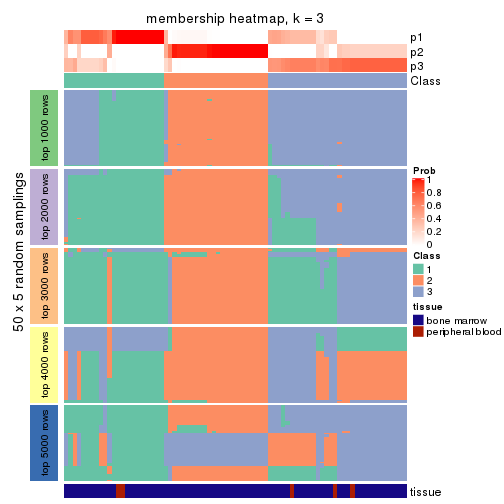 membership heatmap, k = 3
p1
p2
p3
Class
50 x 5 random samplings
top 1000 rows
top 2000 rows
top 3000 rows
top 4000 rows
top 5000 rows
Prob
1
0.8
0.6
0.4
0.2
0
Class
1
2
3
tissue
bone marrow
peripheral blood
tissue